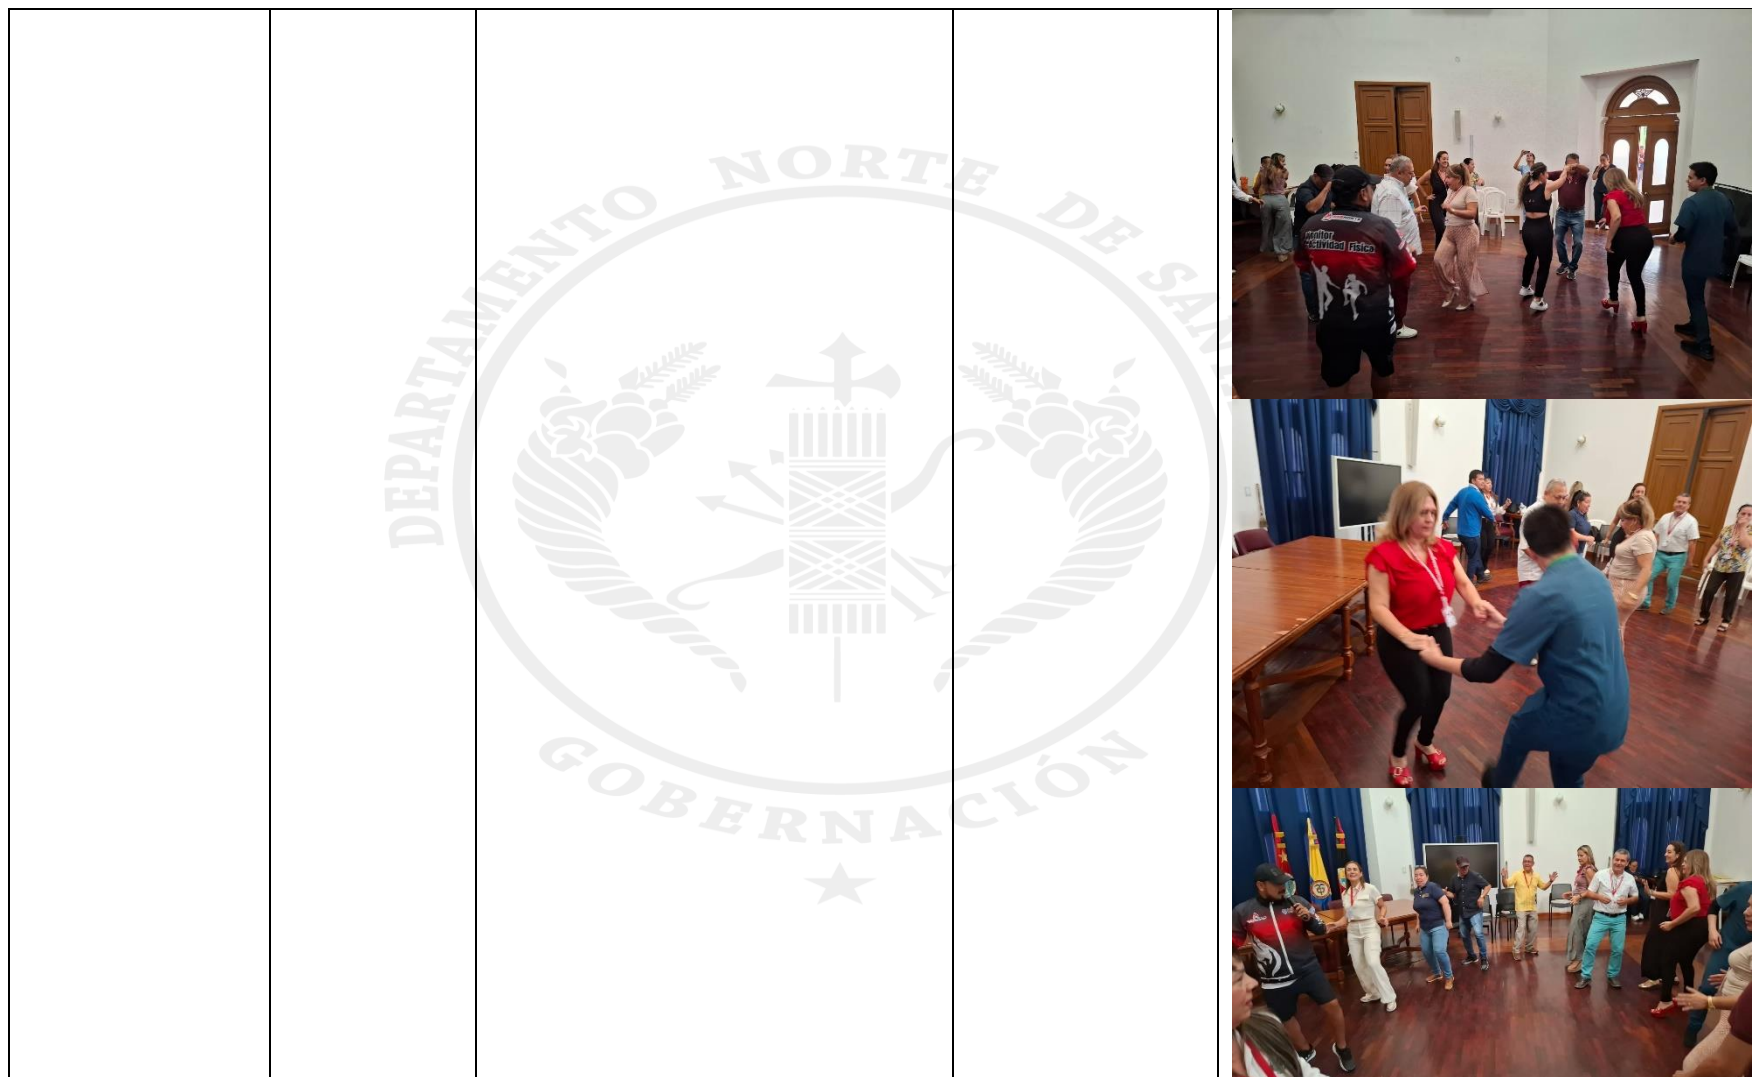 DEPARTAMENTO NORTE DE SAN
GOBERNACIÓN
Monitor
Actividad Física